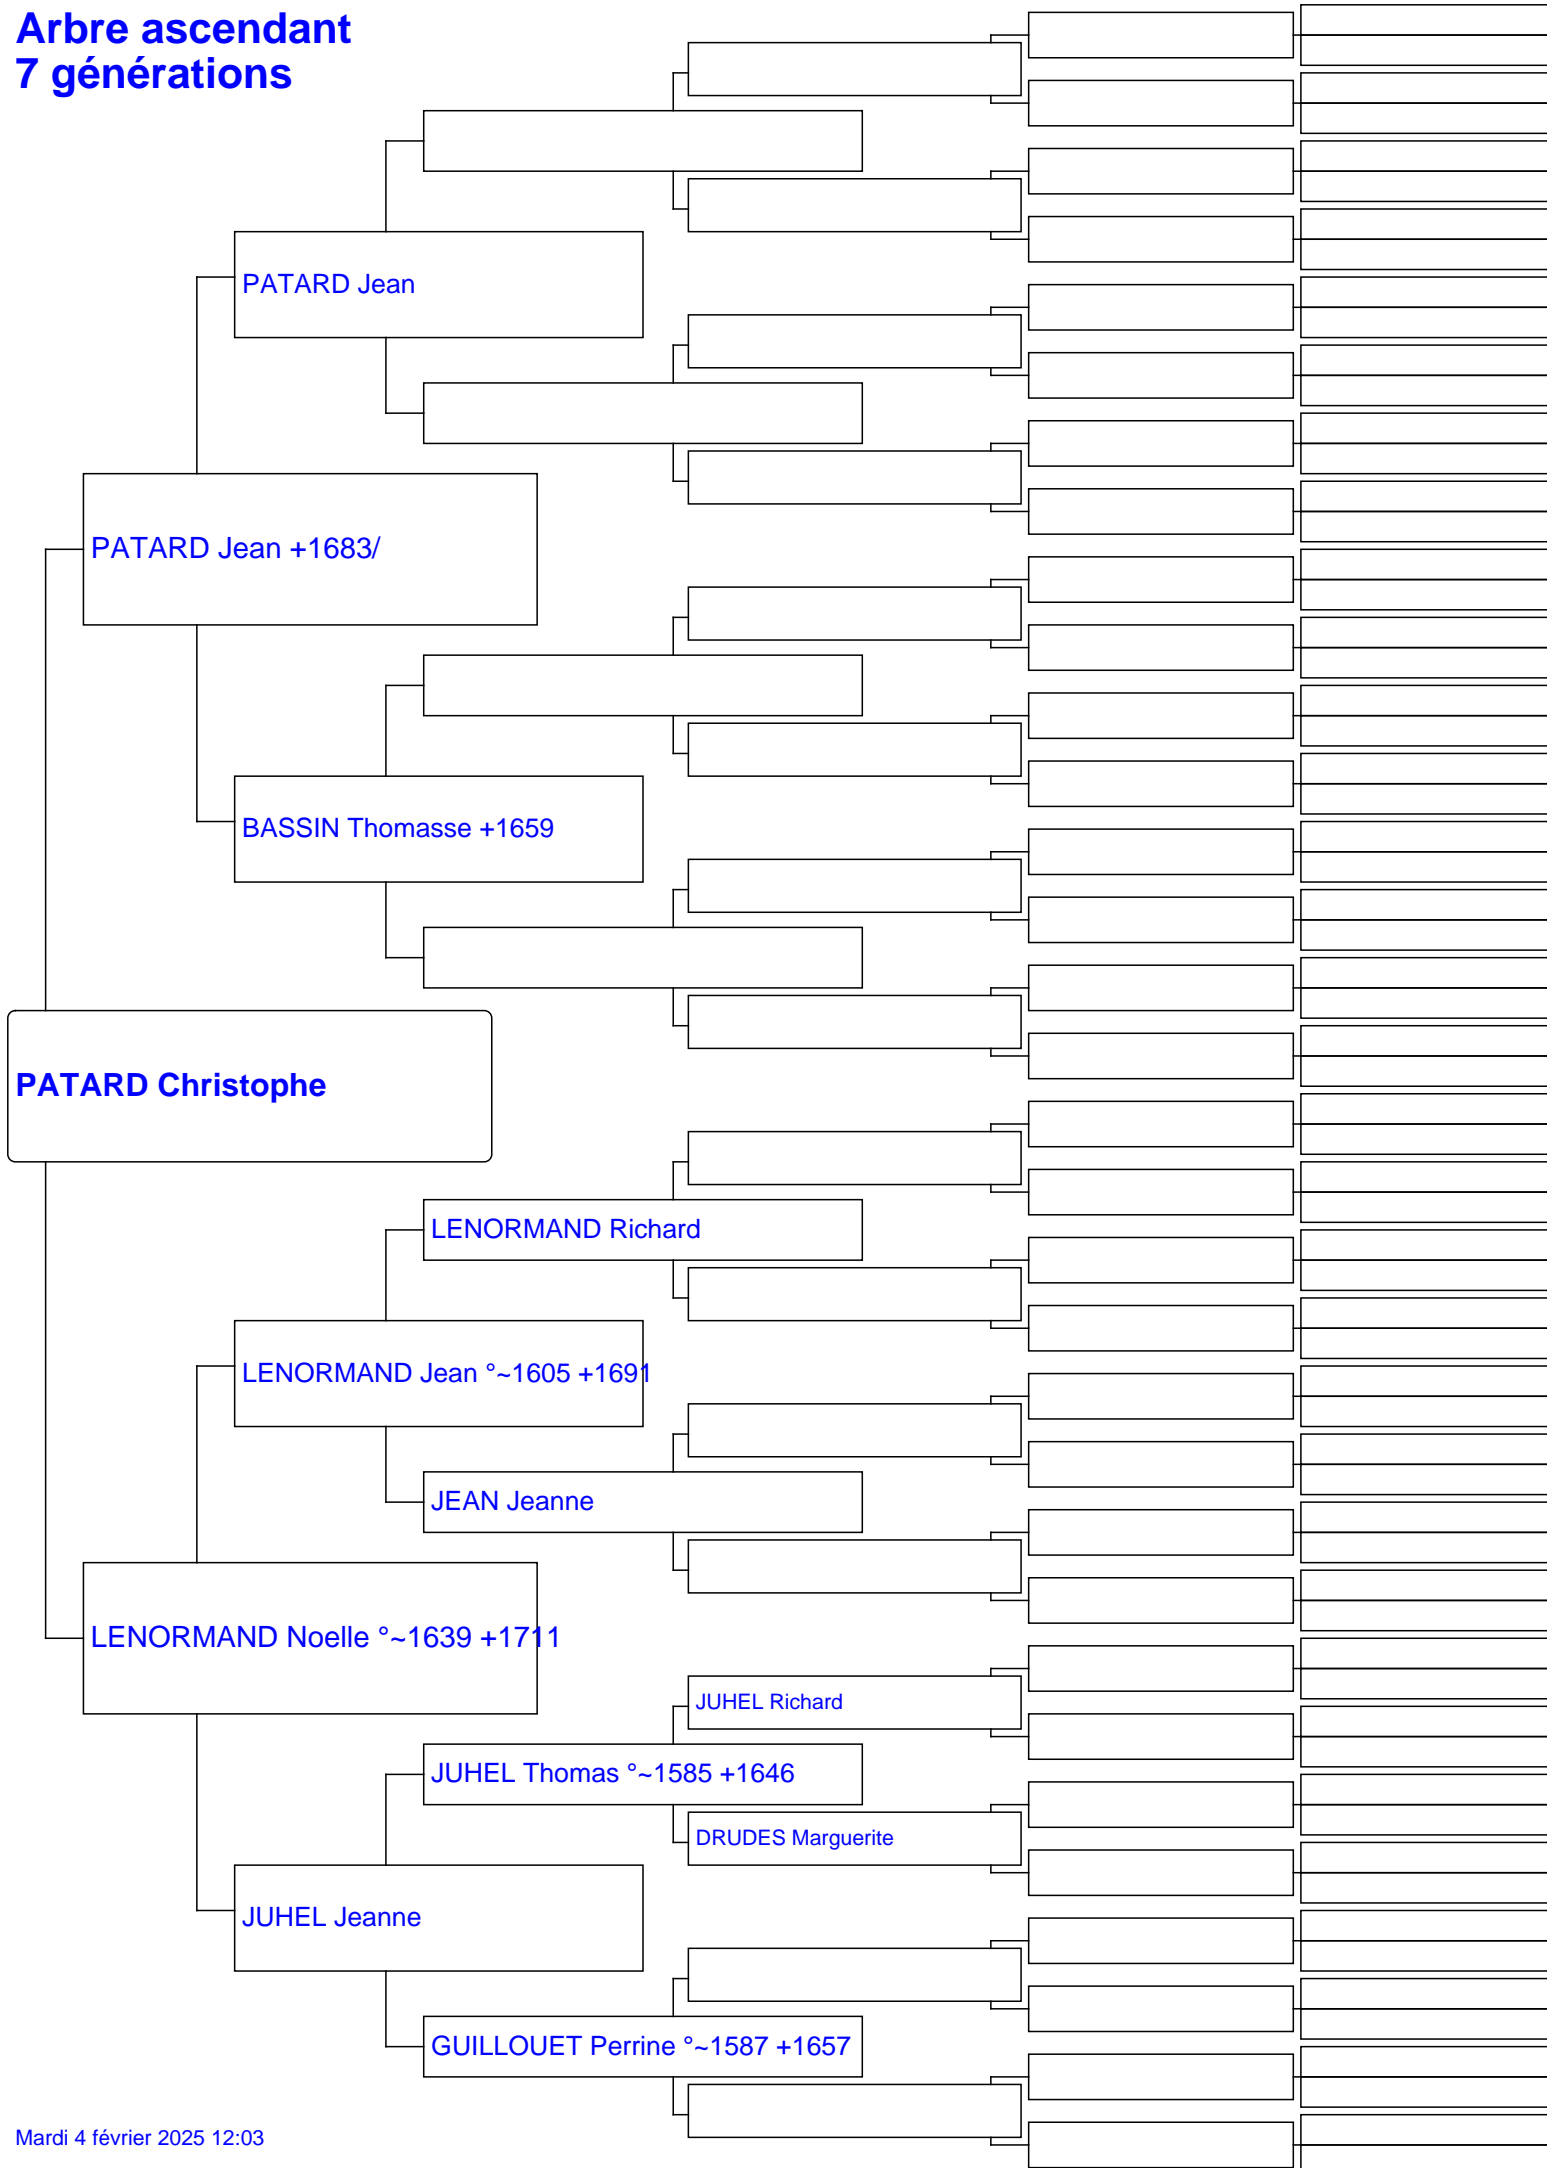 Arbre ascendant
7 générations
PATARD Jean
PATARD Jean +1683/
BASSIN Thomasse +1659
PATARD Christophe
LENORMAND Richard
LENORMAND Jean °~1605 +1691
JEAN Jeanne
LENORMAND Noelle °~1639 +1711
JUHEL Richard
JUHEL Thomas °~1585 +1646
DRUDES Marguerite
JUHEL Jeanne
GUILLOUET Perrine °~1587 +1657
Mardi 4 février 2025 12:03